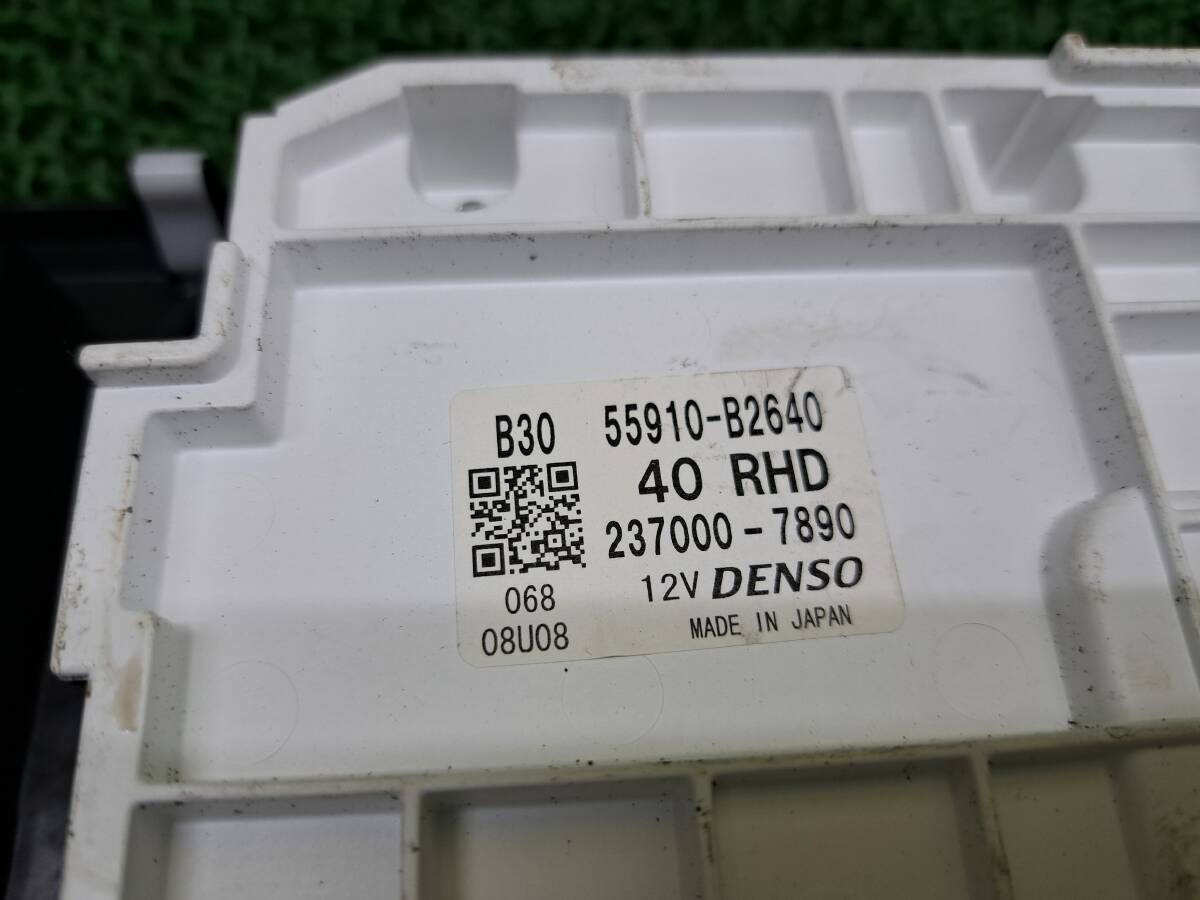 B30 55910-B2640
40 RHD
237000-7890
068 12V DENSO
08U08 MADE IN JAPAN